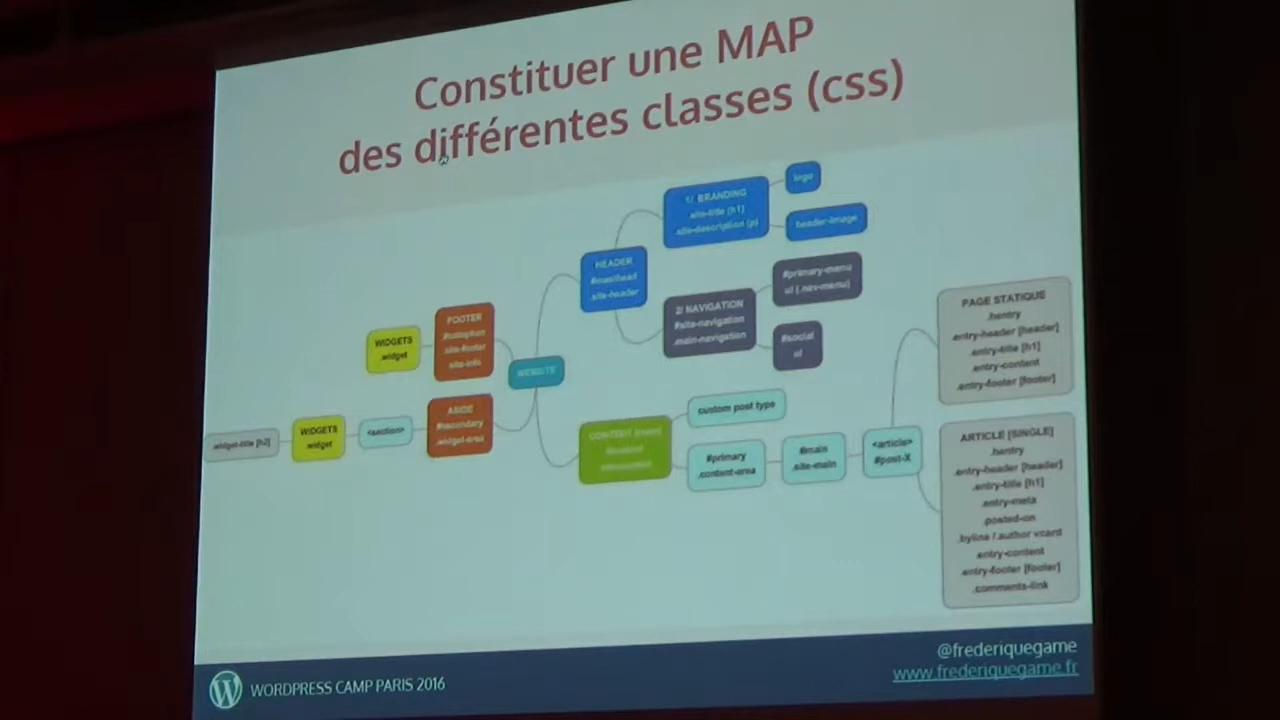 Constituer une MAP
des différentes classes (css)
1/ BRANDING
.site-title (h1)
.site-description (p)
logo
header-image
HEADER
#masthead
.site-header
2/ NAVIGATION
#site-navigation
.main-navigation
#primary-menu
ul (.nav-menu)
#social
ul
FOOTER
#colophon
.site-footer
.site-info
WIDGETS
.widget
WEBSITE
ASIDE
#secondary
.widget-area
<section>
WIDGETS
.widget
.widget-title [h2]
CONTENT
custom post type
#primary
.content-area
#main
.site-main
<article>
#post-X
PAGE STATIQUE
.hentry
.entry-header [header]
.entry-title [h1]
.entry-content
.entry-footer [footer]
ARTICLE [SINGLE]
.hentry
.entry-header [header]
.entry-title [h1]
.entry-meta
.posted-on
.byline /.author vcard
.entry-content
.entry-footer [footer]
.comments-link
WORDPRESS CAMP PARIS 2016
@frederiquegame
www.frederiquegame.fr